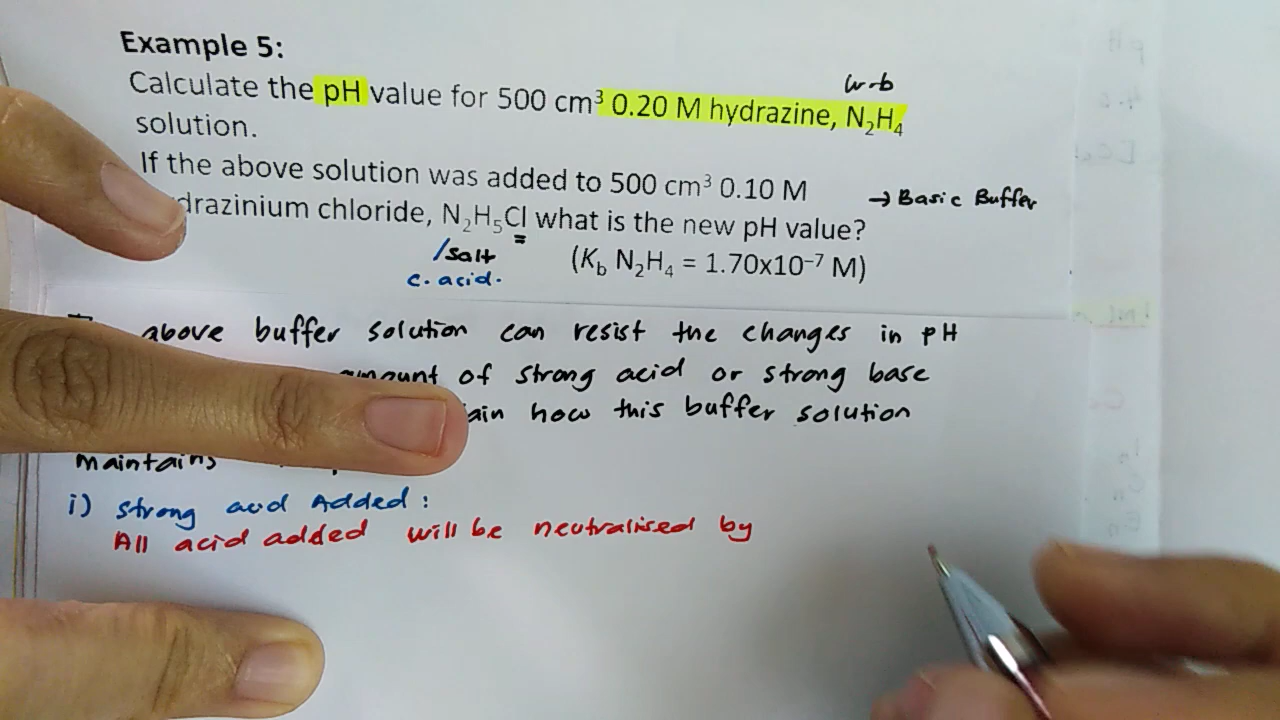 Example 5:
w-b
Calculate the pH value for 500 cm³ 0.20 M hydrazine, N₂H₄
solution.
If the above solution was added to 500 cm³ 0.10 M
→ Basic Buffer
drazinium chloride, N₂H₅Cl what is the new pH value?
/salt
(K_b N₂H₄ = 1.70x10⁻⁷ M)
c. acid.
above buffer solution can resist the changes in pH
amount of strong acid or strong base
ain how this buffer solution
maintains
i) strong acid Added :
All acid added will be neutralised by